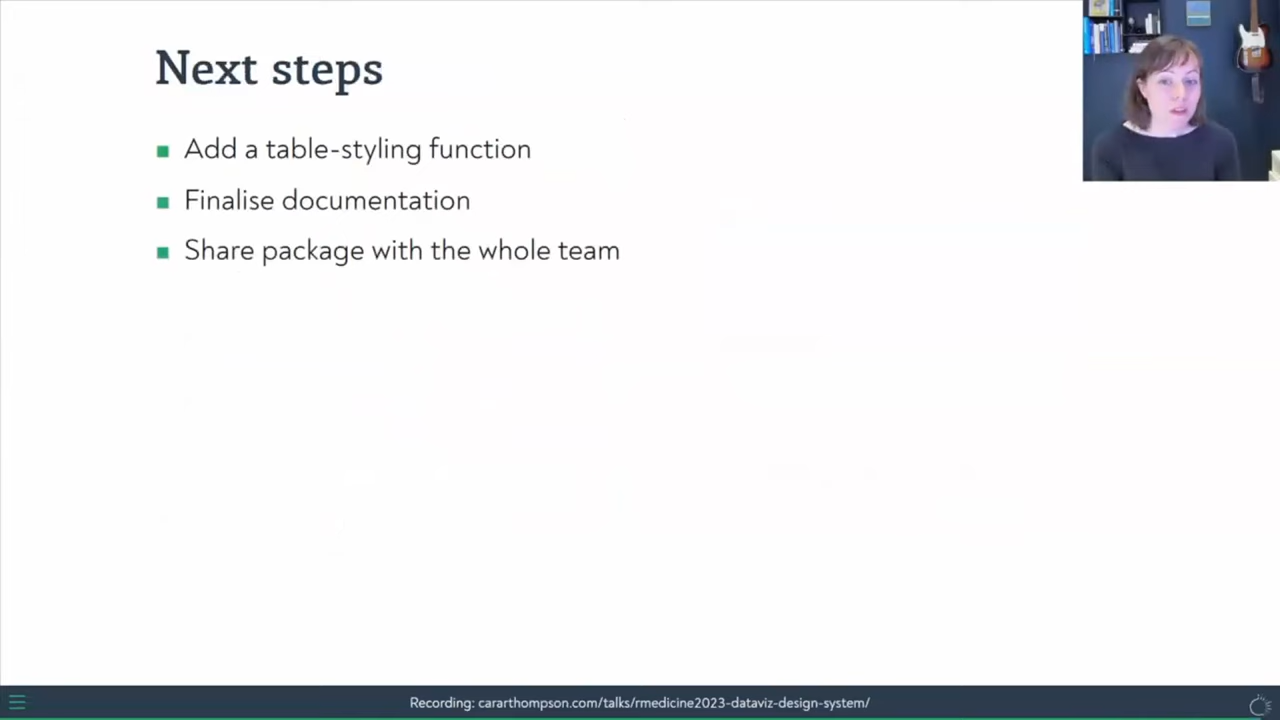 Next steps
Add a table-styling function
Finalise documentation
Share package with the whole team
Recording: cararthompson.com/talks/rmedicine2023-dataviz-design-system/